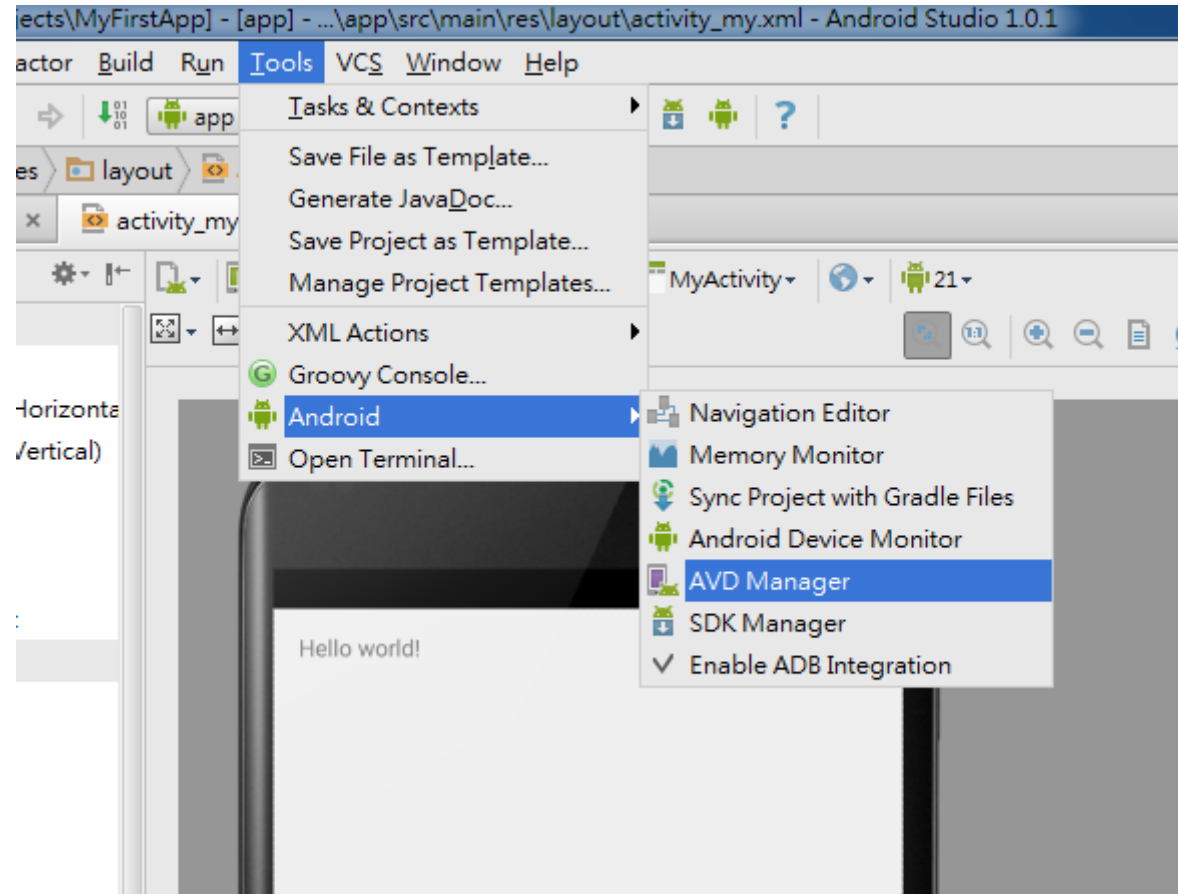 jects\MyFirstApp] - [app] - ...\app\src\main\res\layout\activity_my.xml - Android Studio 1.0.1
actor Build Run Tools VCS Window Help
app
Tasks & Contexts
es layout
Save File as Template...
Generate JavaDoc...
activity_my
Save Project as Template...
Manage Project Templates...
MyActivity 21
XML Actions
1:1
Groovy Console...
Horizonta
Android
Vertical)
Open Terminal...
Navigation Editor
Memory Monitor
Sync Project with Gradle Files
Android Device Monitor
AVD Manager
SDK Manager
Enable ADB Integration
Hello world!